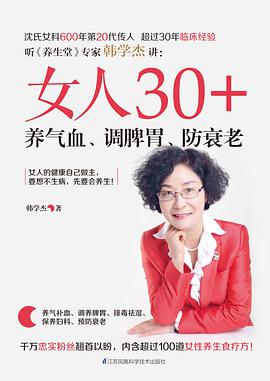 沈氏女科600年第20代传人 超过30年临床经验
听《养生堂》专家 韩学杰 讲:
女人30+
养气血、调脾胃、防衰老
女人的健康自己做主,
要想不生病,先要会养生!
韩学杰 著
养气补血、调养脾胃、排毒祛湿、
保养妇科、预防衰老
千万忠实粉丝翘首以盼,内含超过100道女性养生食疗方!
江苏凤凰科学技术出版社